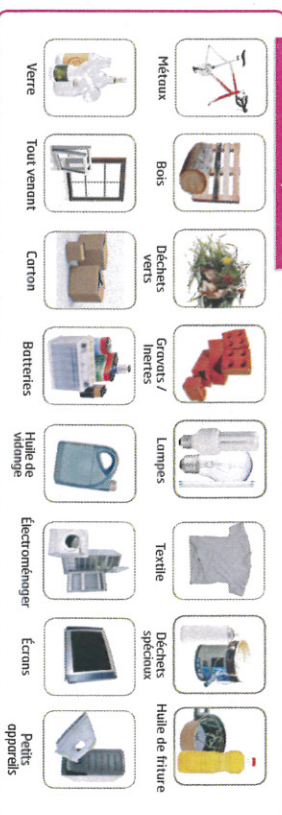 Métaux
Bois
Déchets
verts
Gravats /
Inertes
Lampes
Textile
Déchets
spéciaux
Huile de friture
Verre
Tout venant
Carton
Batteries
Huile de
vidange
Électroménager
Écrans
Petits
appareils